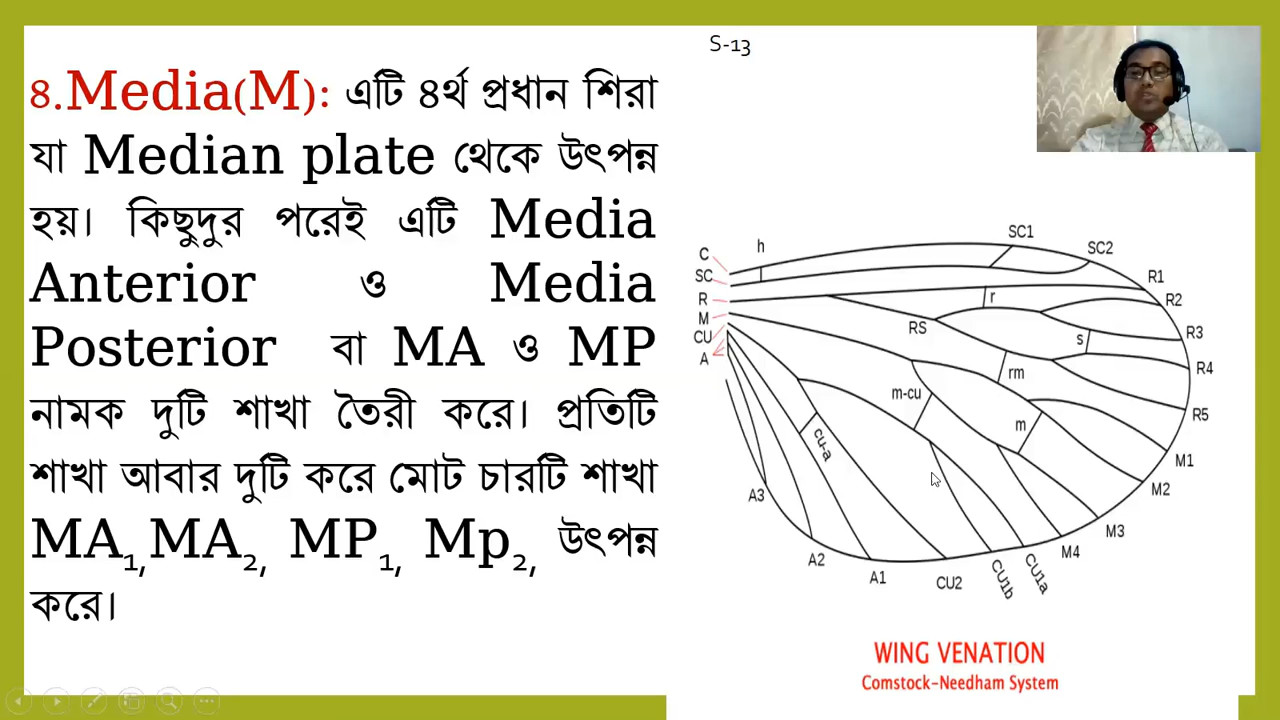 S-13
8.Media(M): এটি ৪র্থ প্রধান শিরা
যা Median plate থেকে উৎপন্ন
হয়। কিছুদুর পরেই এটি Media
Anterior ও Media
Posterior বা MA ও MP
নামক দুটি শাখা তৈরী করে। প্রতিটি
শাখা আবার দুটি করে মোট চারটি শাখা
MA1,MA2, MP1, Mp2, উৎপন্ন
করে।
C
SC
R
M
CU
A
h
SC1
SC2
R1
R2
R3
R4
R5
M1
M2
M3
M4
CU1a
CU1b
CU2
A1
A2
A3
RS
r
s
rm
m-cu
m
cu-a
WING VENATION
Comstock-Needham System